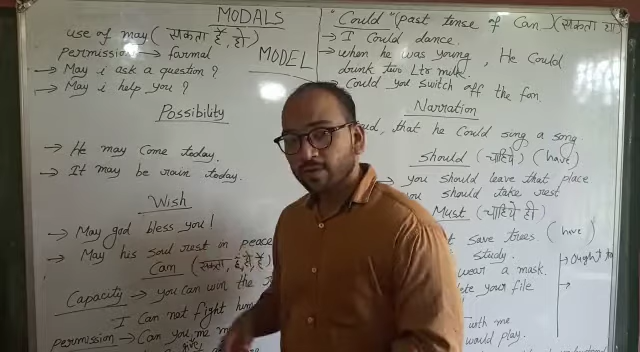 MODALS
use of may (सकता है, हो)
permission → farmal
MODEL
→ May i ask a question?
→ May i help you?
Possibility
→ He may come today.
→ It may be rain today.
Wish
→ May god bless you!
→ May his soul rest in peace
Can (सकता, है, हो, हैं)
Capacity → you can win the
I Can not fight
permission → Can you
give
"Could" (past tense of Can) (सकता था)
→ I Could dance.
→ when he was young, He Could
drink two Ltr milk.
→ Could you switch off the fan.
Narration
that he Could sing a song
should (चाहिये) (have)
you should leave that place
you should take rest
Must (चाहिये ही)
save trees. (have)
study.
→ Ought to
wear a mask.
your file
→
with me
would play.